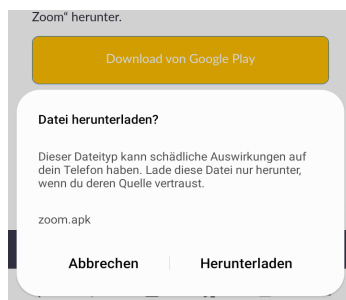 Zoom“ herunter.
Download von Google Play
Datei herunterladen?
Dieser Dateityp kann schädliche Auswirkungen auf
dein Telefon haben. Lade diese Datei nur herunter,
wenn du deren Quelle vertraust.
zoom.apk
Abbrechen
Herunterladen